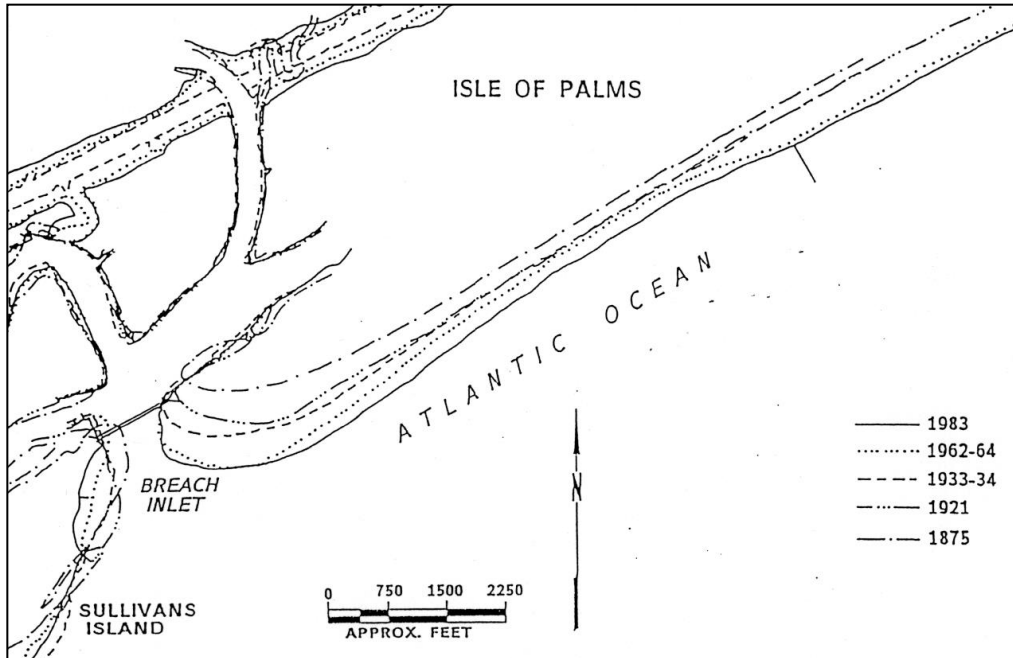 ISLE OF PALMS
ATLANTIC OCEAN
BREACH
INLET
SULLIVANS
ISLAND
N
0 750 1500 2250
APPROX. FEET
1983
1962-64
1933-34
1921
1875